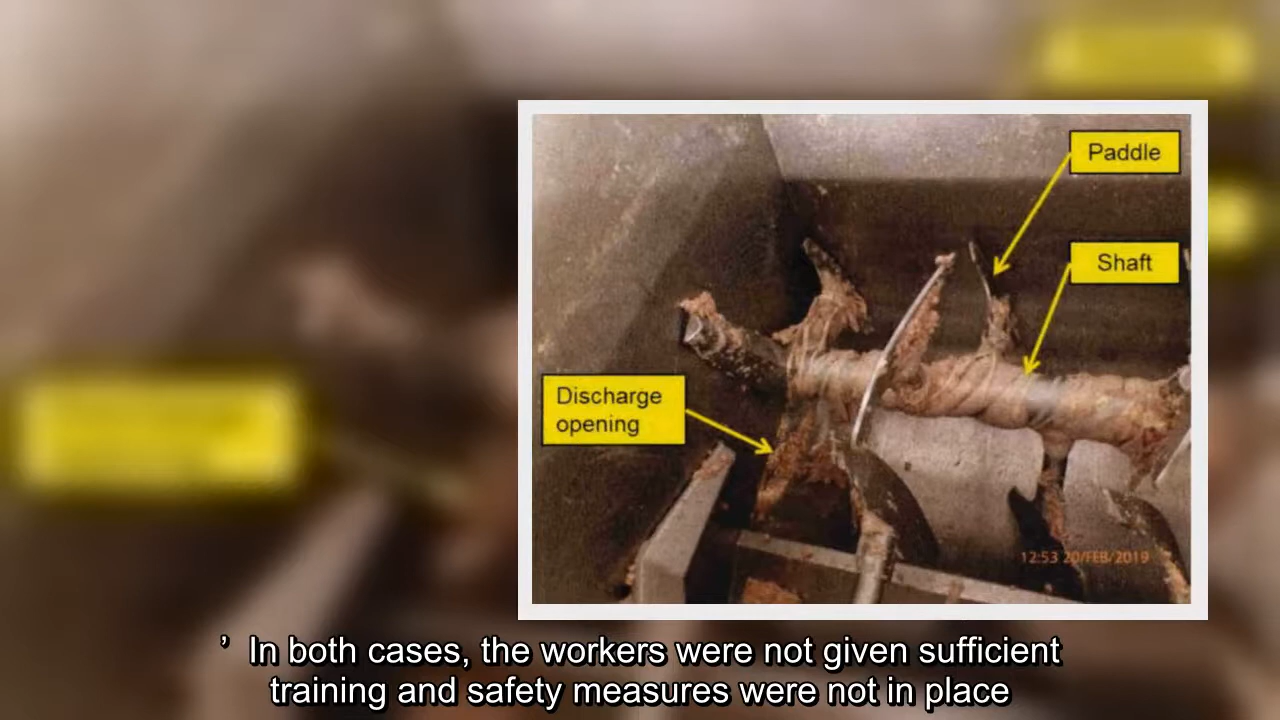 Paddle
Shaft
Discharge
opening
12:53 20/FEB/2019
’ In both cases, the workers were not given sufficient
training and safety measures were not in place